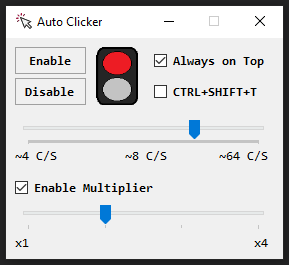 Auto Clicker
Enable
Always on Top
Disable
CTRL+SHIFT+T
~4 C/S ~8 C/S ~64 C/S
Enable Multiplier
x1 x4